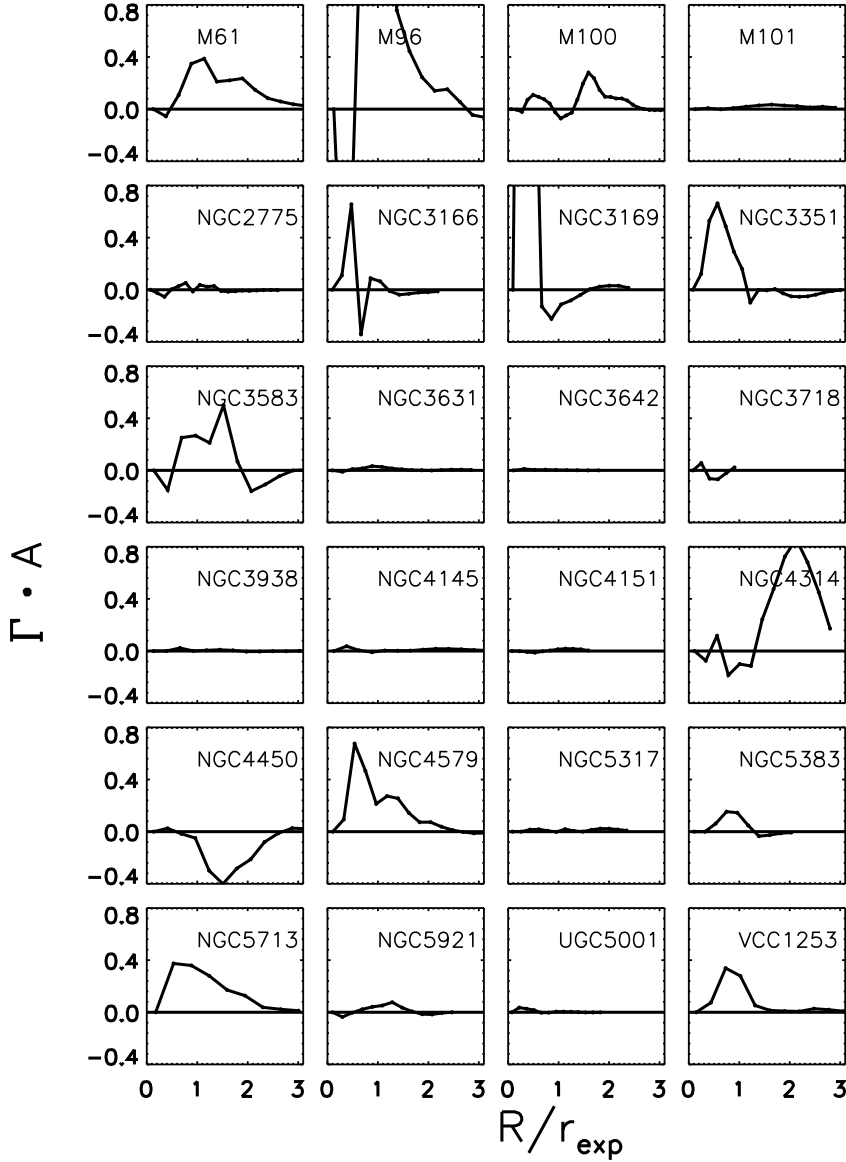 0.8 M61 M96 M100 M101
0.4
0.0
−0.4
0.8 NGC2775 NGC3166 NGC3169 NGC3351
0.4
0.0
−0.4
0.8 NGC3583 NGC3631 NGC3642 NGC3718
0.4
0.0
−0.4
0.8 NGC3938 NGC4145 NGC4151 NGC4314
0.4
0.0
−0.4
0.8 NGC4450 NGC4579 NGC5317 NGC5383
0.4
0.0
−0.4
0.8 NGC5713 NGC5921 UGC5001 VCC1253
0.4
0.0
−0.4
0 1 2 3 0 1 2 3 0 1 2 3 0 1 2 3
R/rexp
Γ • A